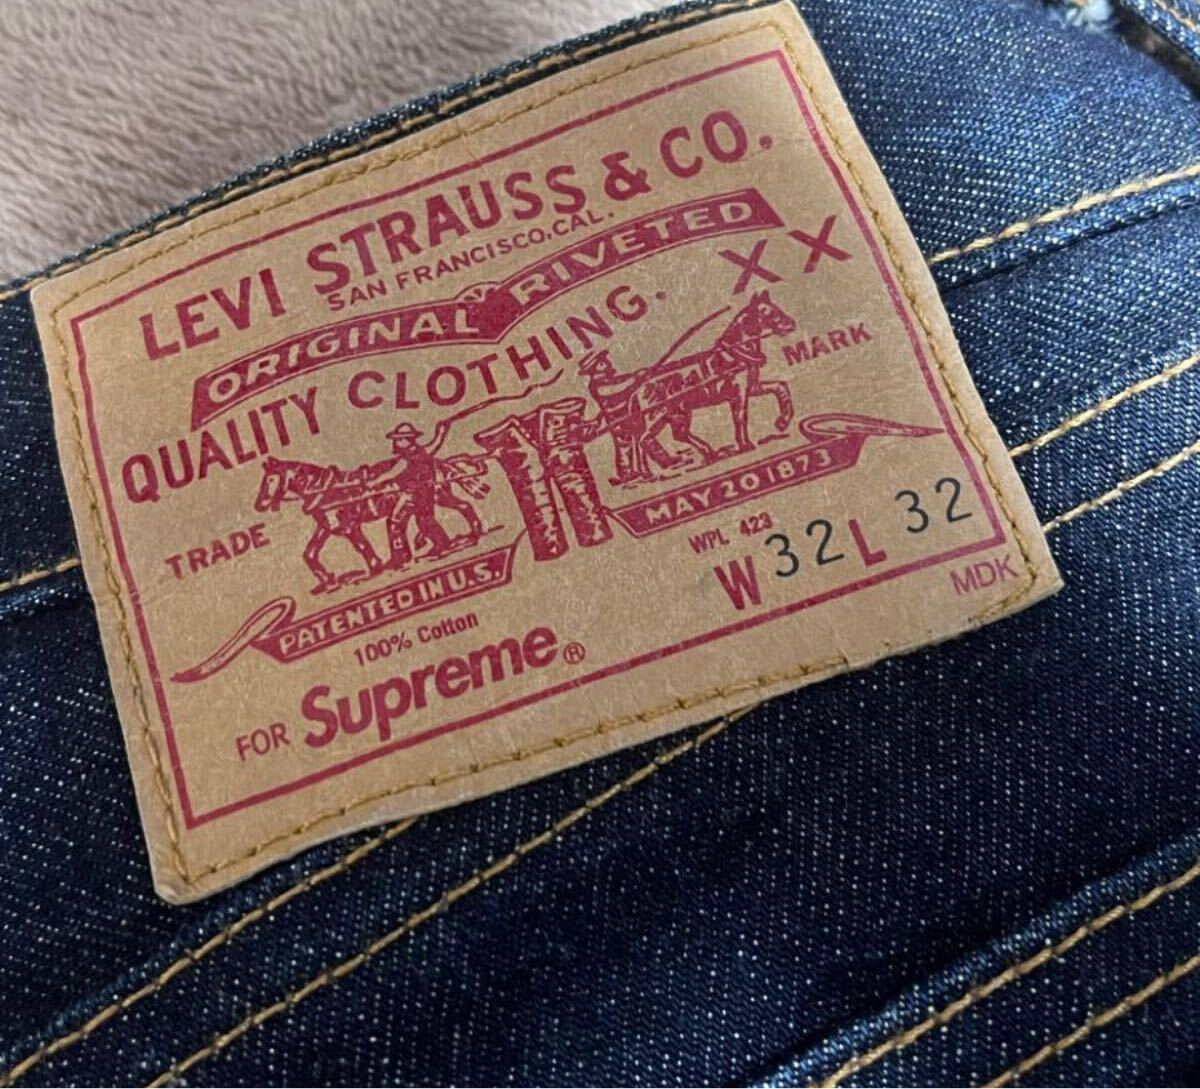 LEVI STRAUSS & CO.
SAN FRANCISCO, CAL.
ORIGINAL RIVETED
QUALITY CLOTHING. XX
TRADE MARK
PATENTED IN U.S. MAY 20 1873
100% Cotton
WPL 423
W 32 L 32
FOR Supreme®
MDK